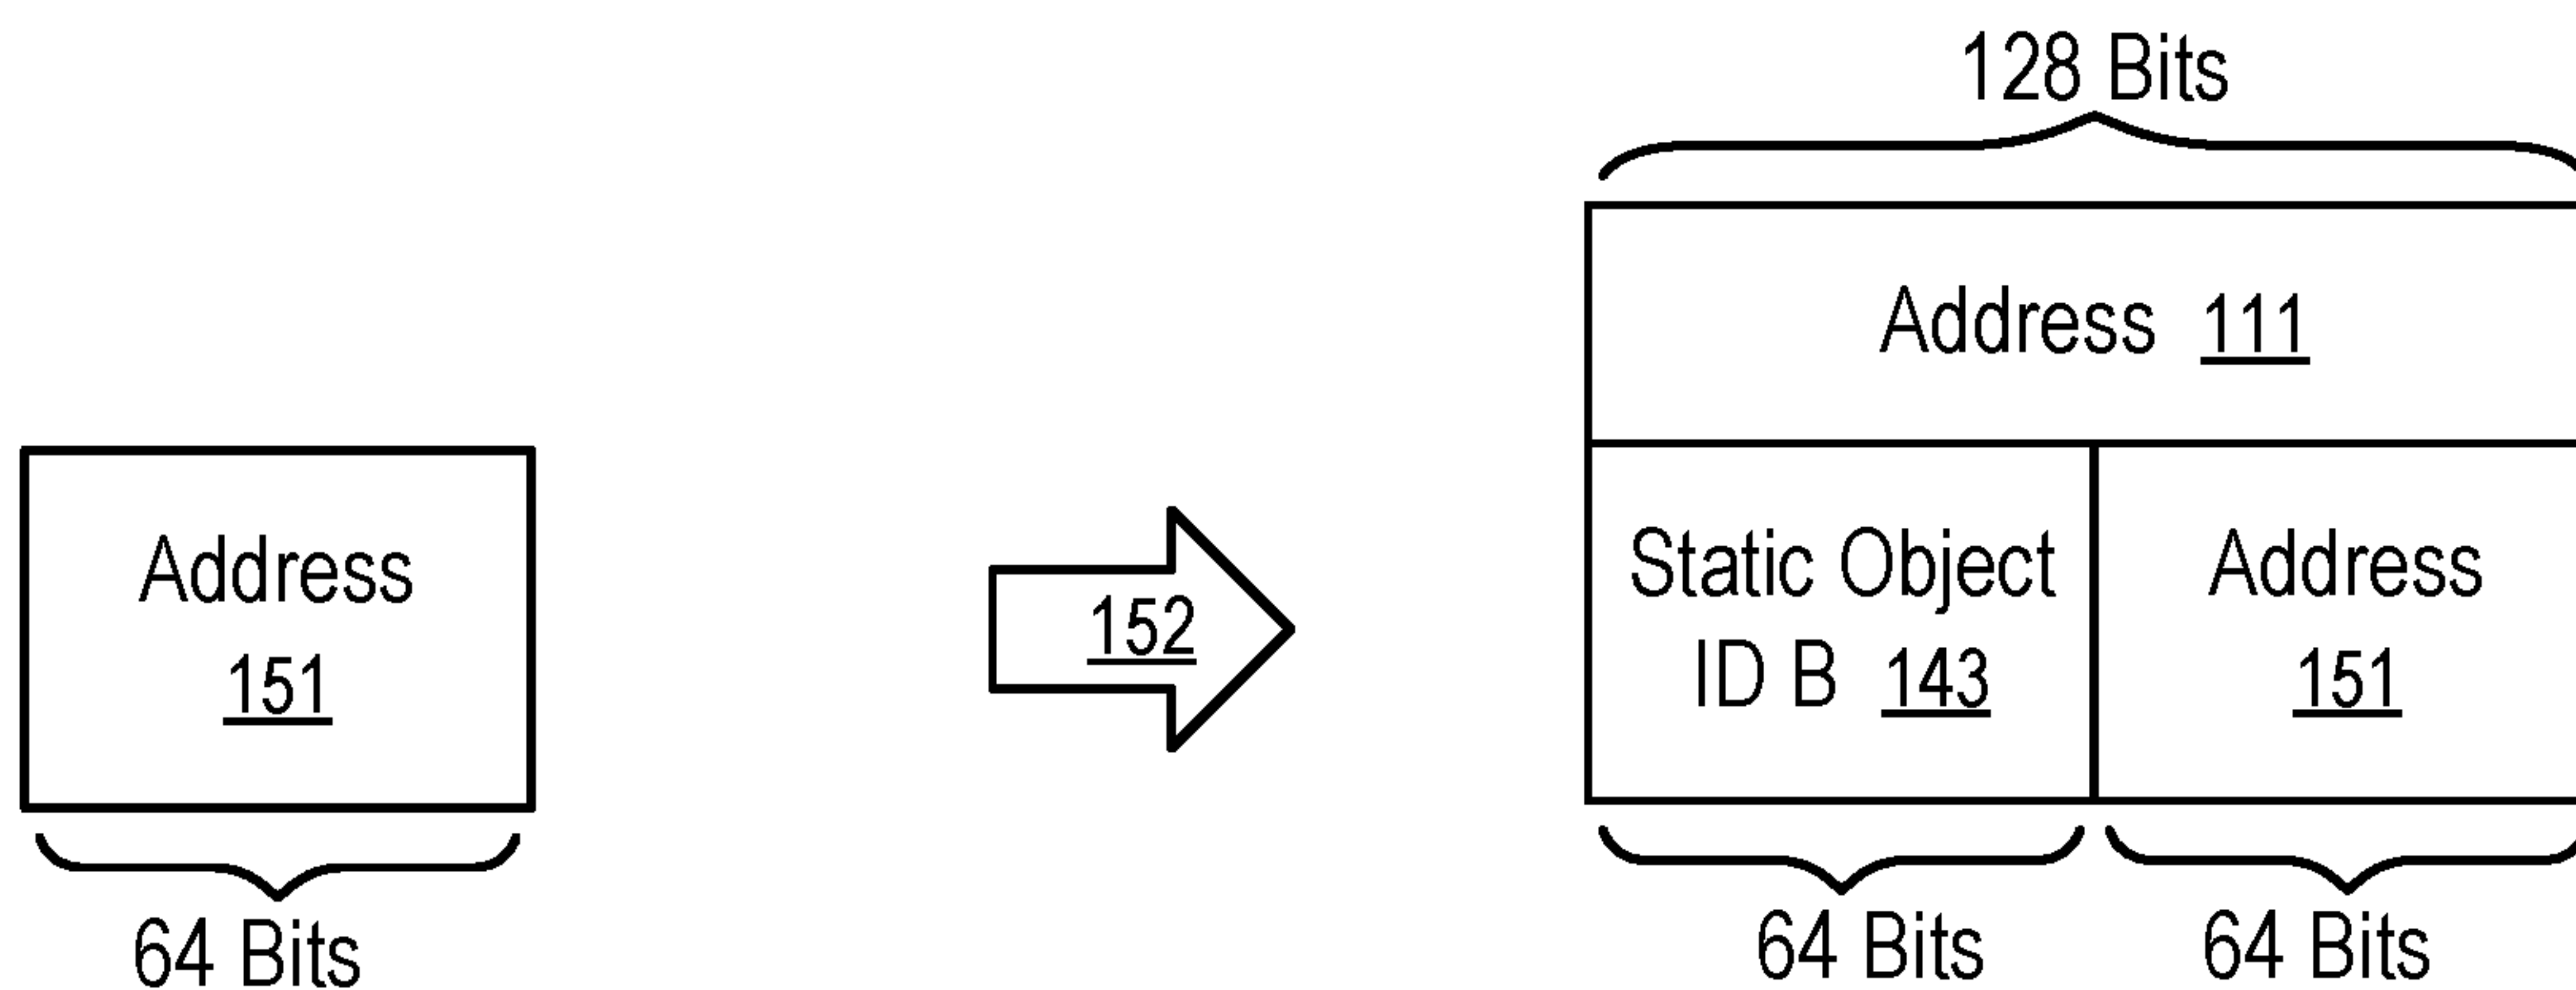 128 Bits
Address 111
Address
151
152
Static Object
ID B 143
Address
151
64 Bits
64 Bits
64 Bits